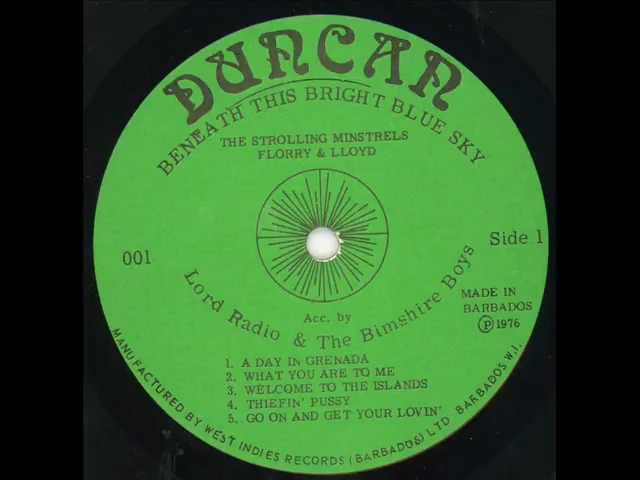 DUNCAN
BENEATH THIS BRIGHT BLUE SKY
THE STROLLING MINSTRELS
FLORRY & LLOYD
001
Side 1
Acc. by
Lord Radio & The Bimshire Boys
MADE IN
BARBADOS
Ⓟ 1976
1. A DAY IN GRENADA
2. WHAT YOU ARE TO ME
3. WELCOME TO THE ISLANDS
4. THIEFIN' PUSSY
5. GO ON AND GET YOUR LOVIN'
MANUFACTURED BY WEST INDIES RECORDS (BARBADOS) LTD BARBADOS W.I.